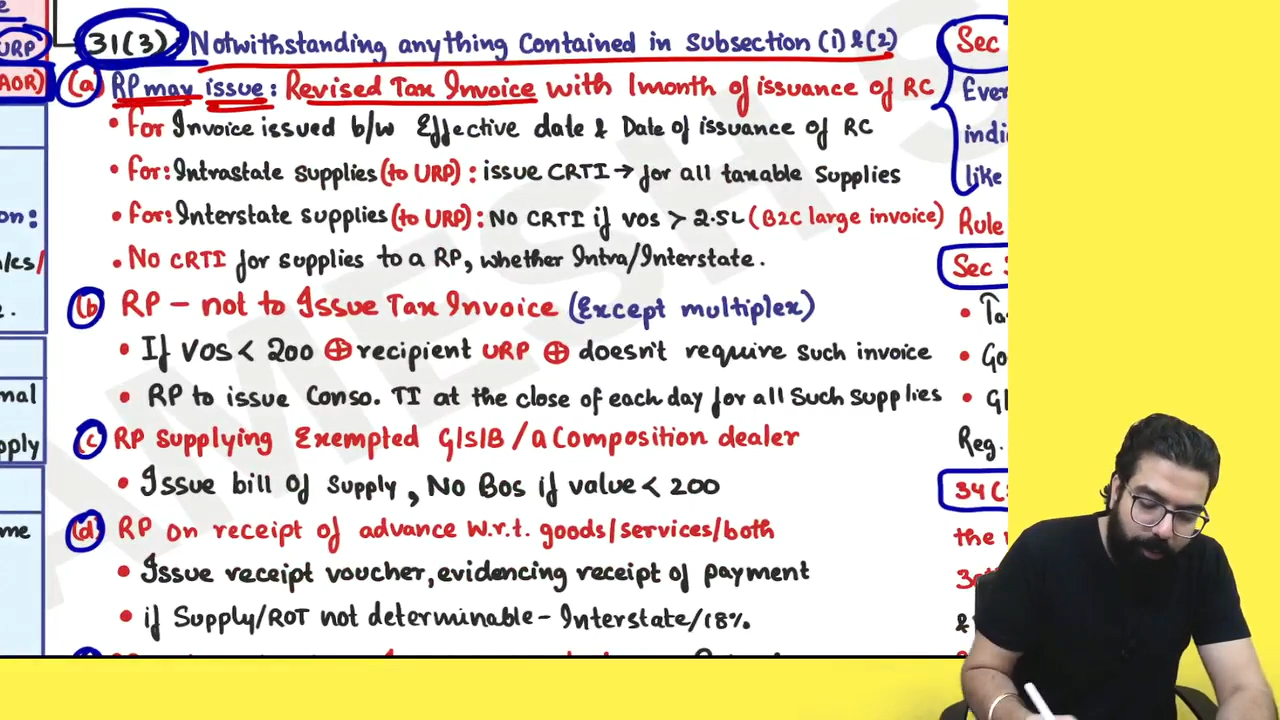 e
URP
AOR)
on:
n/cs/
e.
nal
pply
me
31(3) : Notwithstanding anything Contained in Subsection (1) & (2)
(a) RP may issue: Revised Tax Invoice with 1month of issuance of RC
• For Invoice issued b/w Effective date & Date of issuance of RC
• for: Intrastate supplies (to URP) : issue CRTI → for all taxable Supplies
• for: Interstate supplies (to URP) : NO CRTI if vos > 2.5L (B2C large invoice)
• No CRTI for supplies to a RP, whether Intra/Interstate.
(b) RP - not to Issue Tax Invoice (Except multiplex)
• If VOS < 200 ⊕ recipient URP ⊕ doesn't require such invoice
• RP to issue Conso. TI at the close of each day for all Such supplies
(c) RP Supplying Exempted G/S/B / a Composition dealer
• Issue bill of Supply, No Bos if value < 200
(d) RP on receipt of advance w.r.t. goods/services/both
• Issue receipt voucher, evidencing receipt of payment
• if Supply/ROT not determinable - Interstate/18%.
Sec
Ever
indi
like
Rule
Sec
• Ta
• Go
• Gl
Reg.
34(
the
&